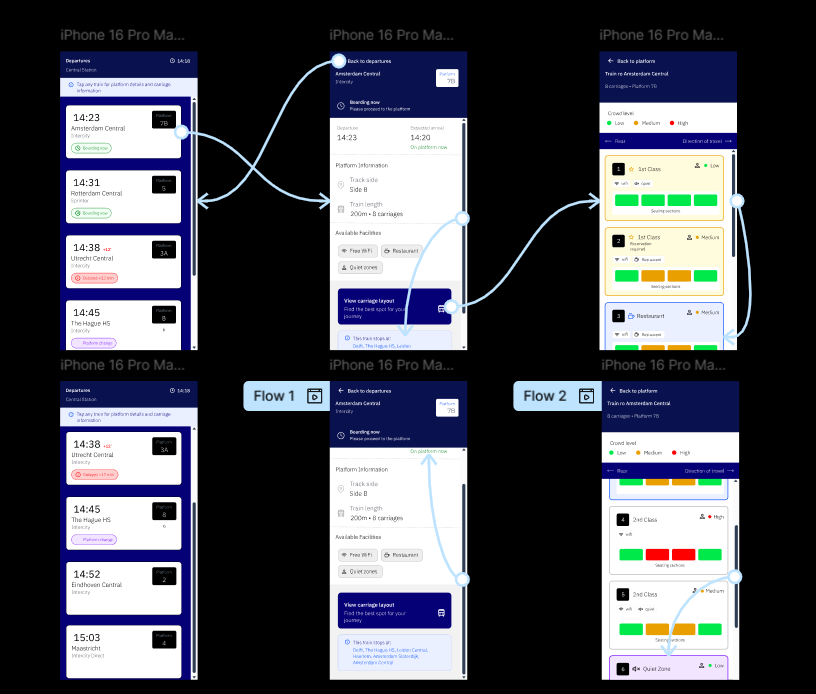 iPhone 16 Pro Ma...
Departures
14:18
Central Station
Tap any train for platform details and carriage
information
14:23
Amsterdam Central
Intercity
Boarding now
Platform
7B
14:31
Rotterdam Central
Sprinter
Boarding now
Platform
5
14:38 +12'
Utrecht Central
Intercity
Delayed +12 min
Platform
3A
14:45
The Hague HS
Intercity
Platform change
Platform
8
6
iPhone 16 Pro Ma...
Back to departures
Amsterdam Central
Intercity
Platform
7B
Boarding now
Please proceed to the platform
Departure
14:23
Expected arrival
14:20
On platform now
Platform Information
Track side
Side B
Train length
200m • 8 carriages
Available Facilities
Free WiFi
Restaurant
Quiet zones
View carriage layout
Find the best spot for your
journey
This train stops at:
Delft, The Hague HS, Leiden
iPhone 16 Pro Ma...
← Back to platform
Train ro Amsterdam Central
8 carriages • Platform 7B
Crowd level
Low
Medium
High
← Rear
Direction of travel →
1
1st Class
Low
wifi
quiet
Seating sections
2
1st Class
Reservation
required
Medium
wifi
Restaurant
Seating sections
3
Restaurant
Medium
wifi
Restaurant
iPhone 16 Pro Ma...
Departures
14:18
Central Station
Tap any train for platform details and carriage
information
14:38 +12'
Utrecht Central
Intercity
Delayed +12 min
Platform
3A
14:45
The Hague HS
Intercity
Platform change
Platform
8
6
14:52
Eindhoven Central
Intercity
Platform
2
15:03
Maastricht
Intercity Direct
Platform
4
Flow 1
iPhone 16 Pro Ma...
← Back to departures
Amsterdam Central
Intercity
Platform
7B
Boarding now
Please proceed to the platform
On platform now
Platform Information
Track side
Side B
Train length
200m • 8 carriages
Available Facilities
Free WiFi
Restaurant
Quiet zones
View carriage layout
Find the best spot for your
journey
This train stops at:
Delft, The Hague HS, Leiden Central,
Haarlem, Amsterdam Sloterdijk,
Amsterdam Central
Flow 2
iPhone 16 Pro Ma...
← Back to platform
Train ro Amsterdam Central
8 carriages • Platform 7B
Crowd level
Low
Medium
High
← Rear
Direction of travel →
4
2nd Class
High
wifi
Seating sections
5
2nd Class
Medium
wifi
quiet
Seating sections
6
Quiet Zone
Low